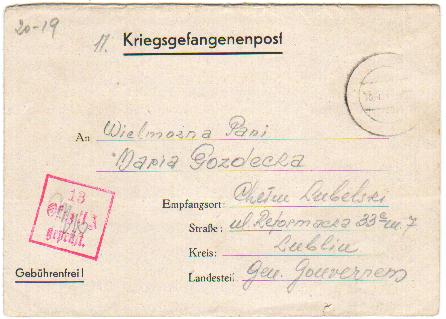 20-19
11. Kriegsgefangenenpost
An Wielmożna Pani
Maria Gozdecka
Empfangsort: Chełm Lubelski
Straße: ul. Reformacka 33a m. 7
Kreis: Lublin
Landesteil Gen. Gouvernem
13
geprüft.
Gebührenfrei!